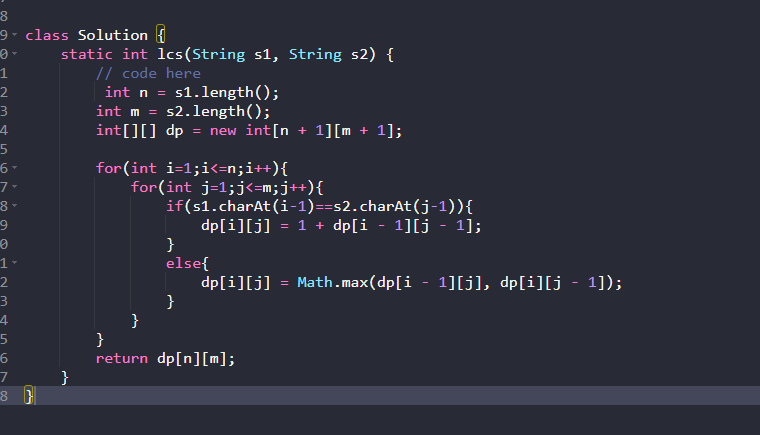 8
9 class Solution {
0     static int lcs(String s1, String s2) {
1         // code here
2          int n = s1.length();
3         int m = s2.length();
4         int[][] dp = new int[n + 1][m + 1];
5
6         for(int i=1;i<=n;i++){
7             for(int j=1;j<=m;j++){
8                 if(s1.charAt(i-1)==s2.charAt(j-1)){
9                     dp[i][j] = 1 + dp[i - 1][j - 1];
0                 }
1                 else{
2                     dp[i][j] = Math.max(dp[i - 1][j], dp[i][j - 1]);
3                 }
4             }
5         }
6         return dp[n][m];
7     }
8 }